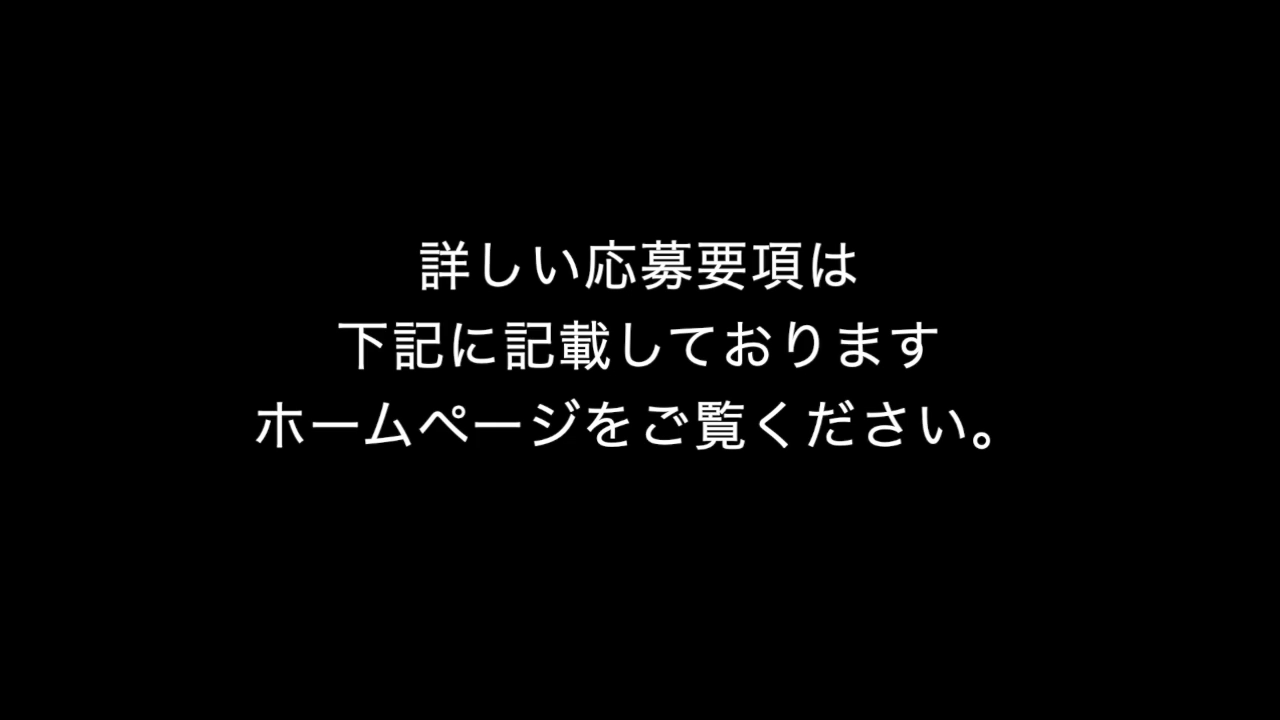 詳しい応募要項は
下記に記載しております
ホームページをご覧ください。